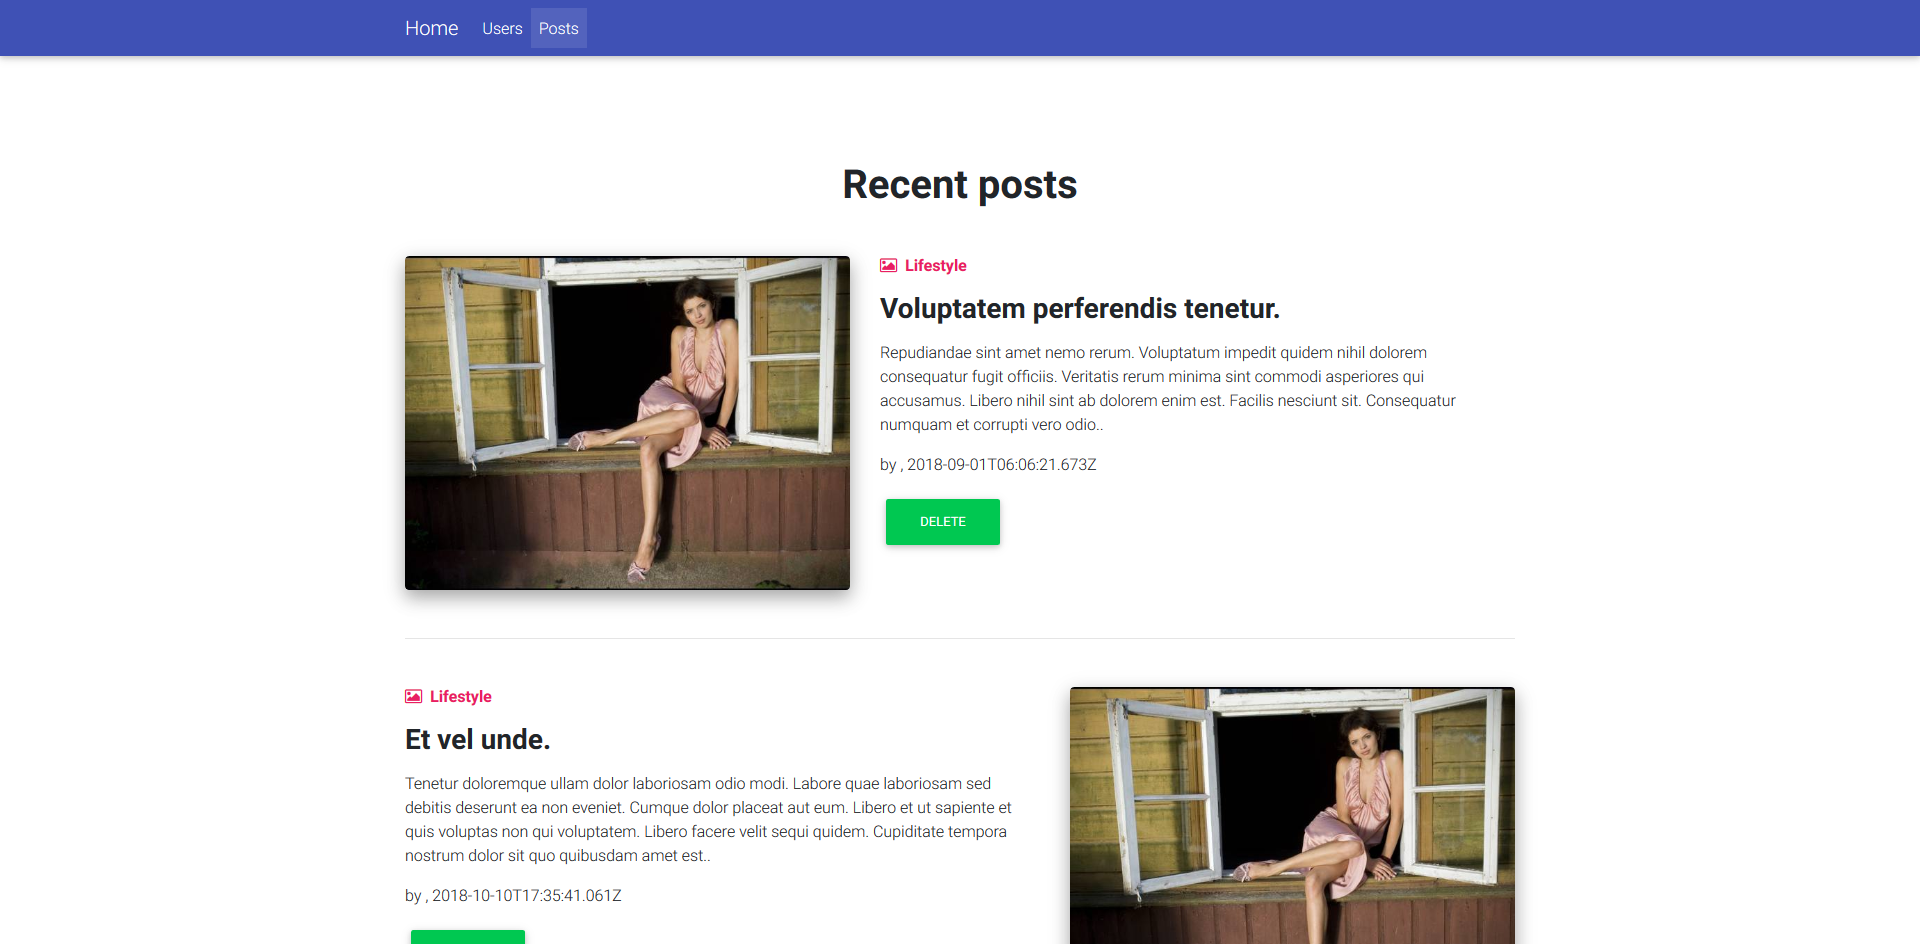 Home Users Posts
Recent posts
Lifestyle
Voluptatem perferendis tenetur.
Repudiandae sint amet nemo rerum. Voluptatum impedit quidem nihil dolorem
consequatur fugit officiis. Veritatis rerum minima sint commodi asperiores qui
accusamus. Libero nihil sint ab dolorem enim est. Facilis nesciunt sit. Consequatur
numquam et corrupti vero odio..
by , 2018-09-01T06:06:21.673Z
DELETE
Lifestyle
Et vel unde.
Tenetur doloremque ullam dolor laboriosam odio modi. Labore quae laboriosam sed
debitis deserunt ea non eveniet. Cumque dolor placeat aut eum. Libero et ut sapiente et
quis voluptas non qui voluptatem. Libero facere velit sequi quidem. Cupiditate tempora
nostrum dolor sit quo quibusdam amet est..
by , 2018-10-10T17:35:41.061Z